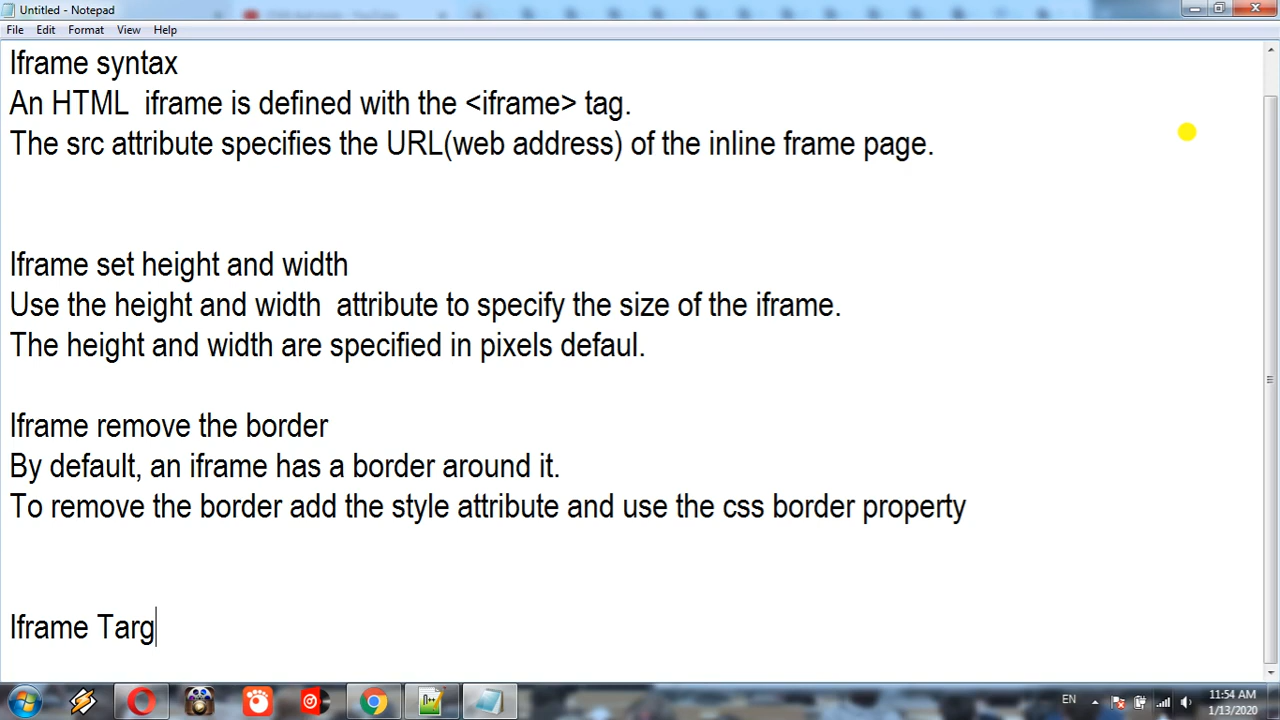 Untitled - Notepad
File Edit Format View Help
Iframe syntax
An HTML  iframe is defined with the <iframe> tag.
The src attribute specifies the URL(web address) of the inline frame page.
Iframe set height and width
Use the height and width  attribute to specify the size of the iframe.
The height and width are specified in pixels defaul.
Iframe remove the border
By default, an iframe has a border around it.
To remove the border add the style attribute and use the css border property
Iframe Targ
EN
11:54 AM
1/13/2020